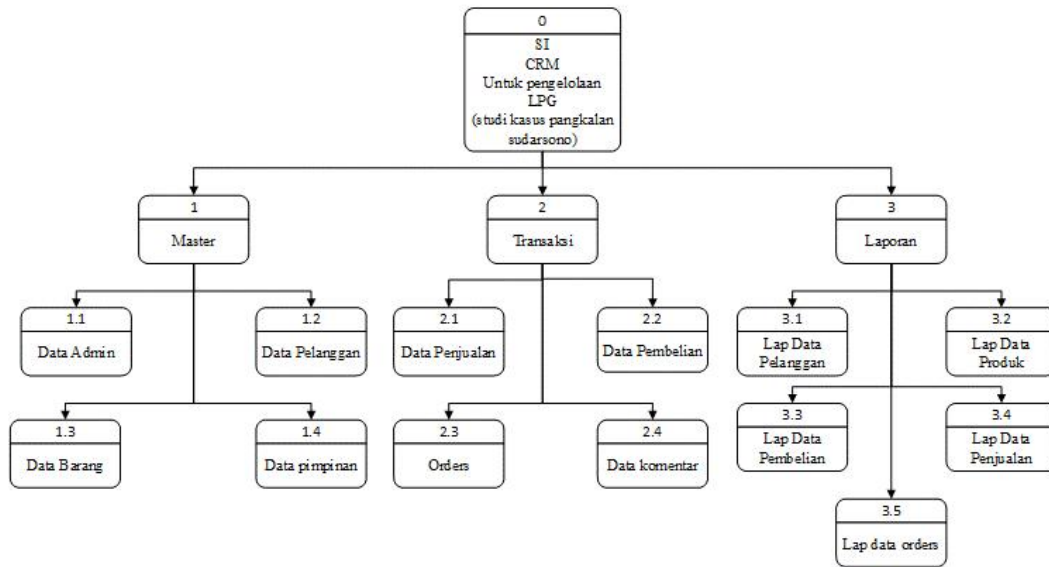 0
SI
CRM
Untuk pengelolaan
LPG
(studi kasus pangkalan
sudarsono)
1
Master
2
Transaksi
3
Laporan
1.1
Data Admin
1.2
Data Pelanggan
2.1
Data Penjualan
2.2
Data Pembelian
3.1
Lap Data
Pelanggan
3.2
Lap Data
Produk
1.3
Data Barang
1.4
Data pimpinan
2.3
Orders
2.4
Data komentar
3.3
Lap Data
Pembelian
3.4
Lap Data
Penjualan
3.5
Lap data orders